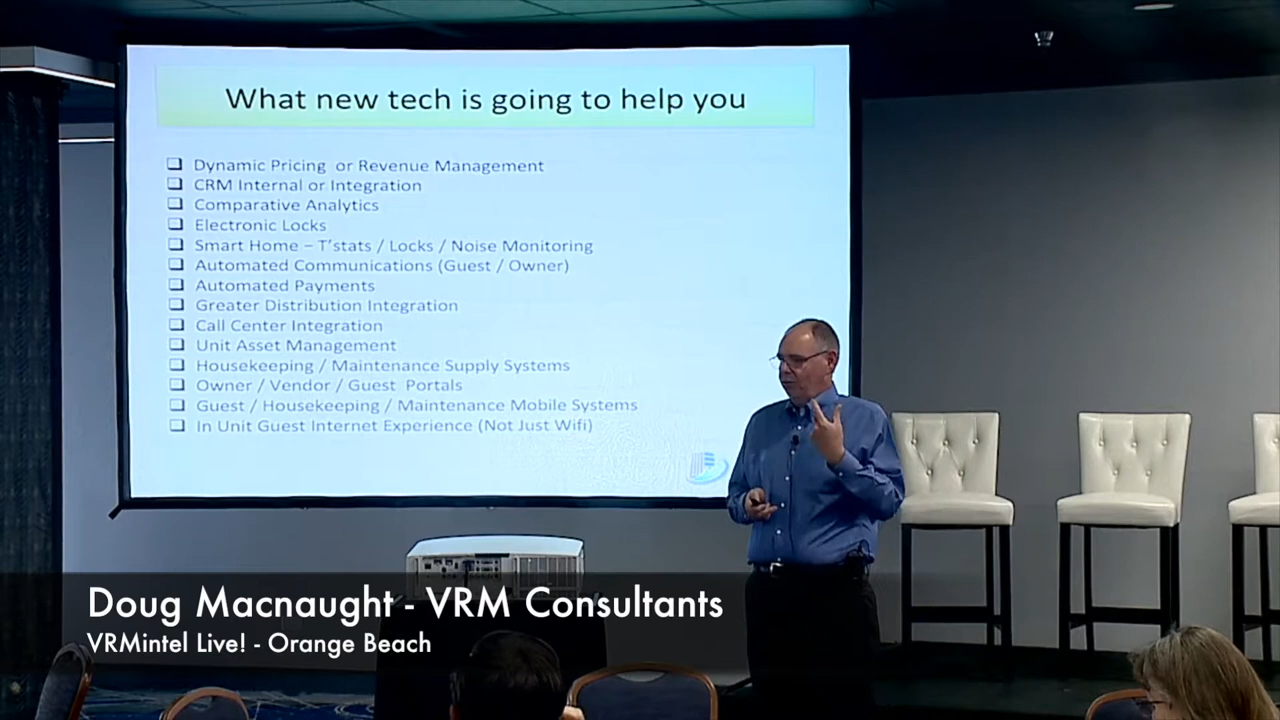 What new tech is going to help you
❑ Dynamic Pricing or Revenue Management
❑ CRM Internal or Integration
❑ Comparative Analytics
❑ Electronic Locks
❑ Smart Home – T'stats / Locks / Noise Monitoring
❑ Automated Communications (Guest / Owner)
❑ Automated Payments
❑ Greater Distribution Integration
❑ Call Center Integration
❑ Unit Asset Management
❑ Housekeeping / Maintenance Supply Systems
❑ Owner / Vendor / Guest Portals
❑ Guest / Housekeeping / Maintenance Mobile Systems
❑ In Unit Guest Internet Experience (Not Just Wifi)
Doug Macnaught - VRM Consultants
VRMintel Live! - Orange Beach